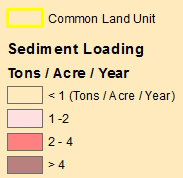 Common Land Unit
Sediment Loading
Tons / Acre / Year
< 1 (Tons / Acre / Year)
1 -2
2 - 4
> 4